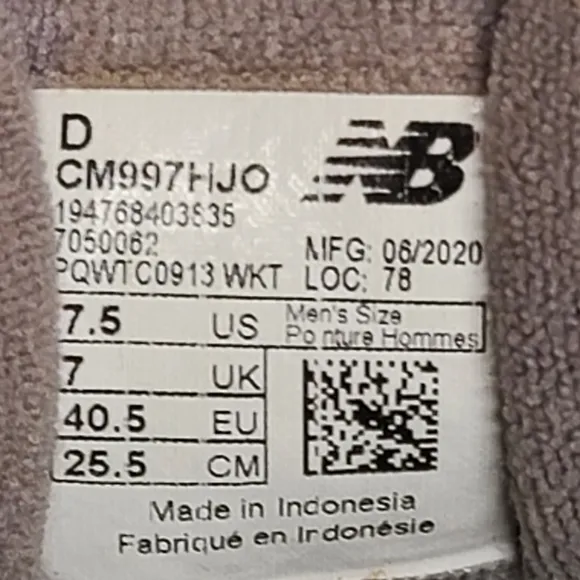 D
CM997HJO
NB
194768403835
7050062
MFG: 06/2020
PQWTC0913 WKT
LOC: 78
7.5 US Men's Size
Pointure Hommes
7 UK
40.5 EU
25.5 CM
Made in Indonesia
Fabriqué en Indonésie